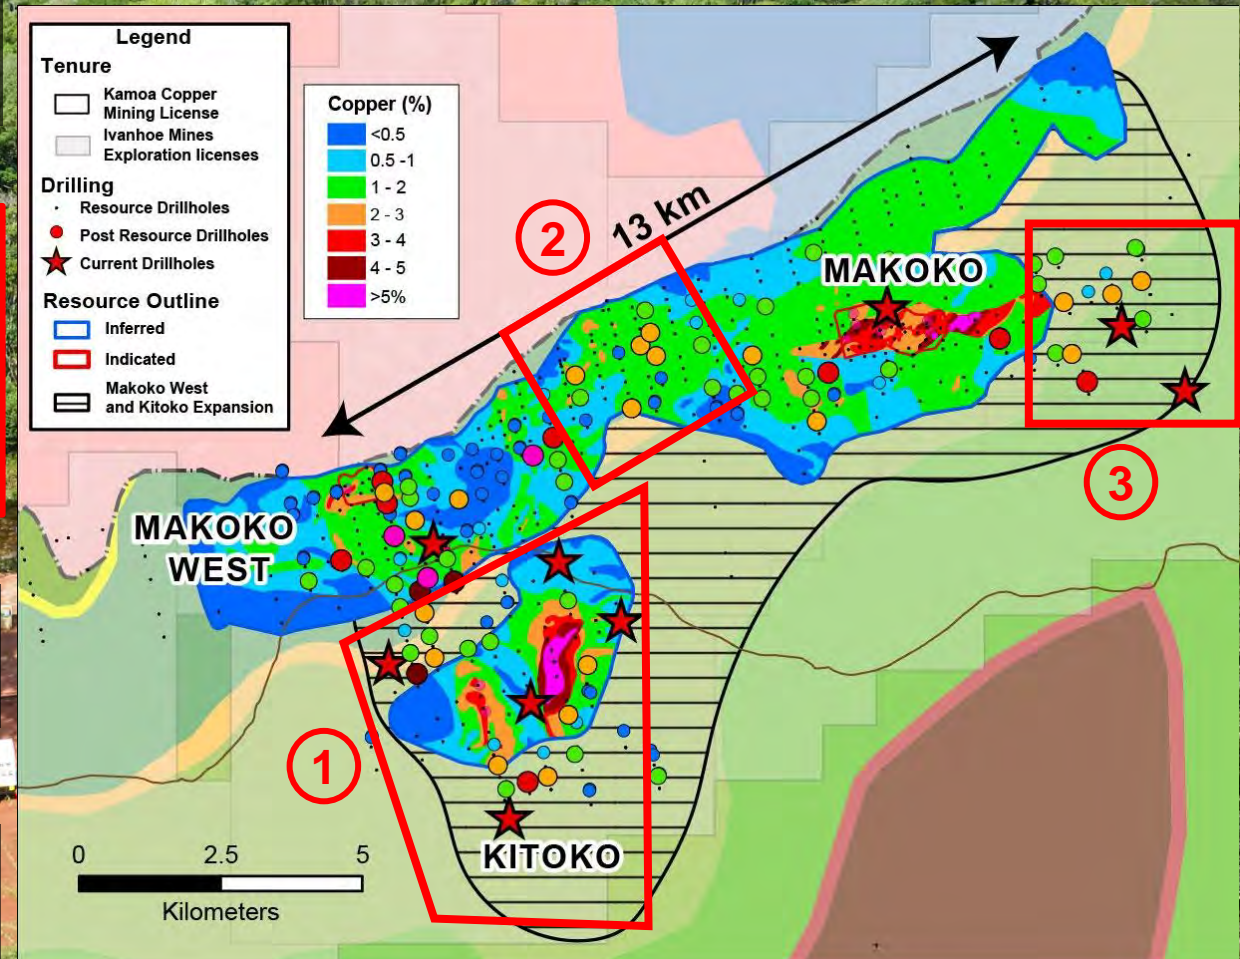 Legend
Tenure
Kamoa Copper
Mining License
Ivanhoe Mines
Exploration licenses
Drilling
Resource Drillholes
Post Resource Drillholes
Current Drillholes
Resource Outline
Inferred
Indicated
Makoko West
and Kitoko Expansion
Copper (%)
<0.5
0.5 -1
1 - 2
2 - 3
3 - 4
4 - 5
>5%
13 km
2
MAKOKO
3
MAKOKO
WEST
1
KITOKO
0 2.5 5
Kilometers